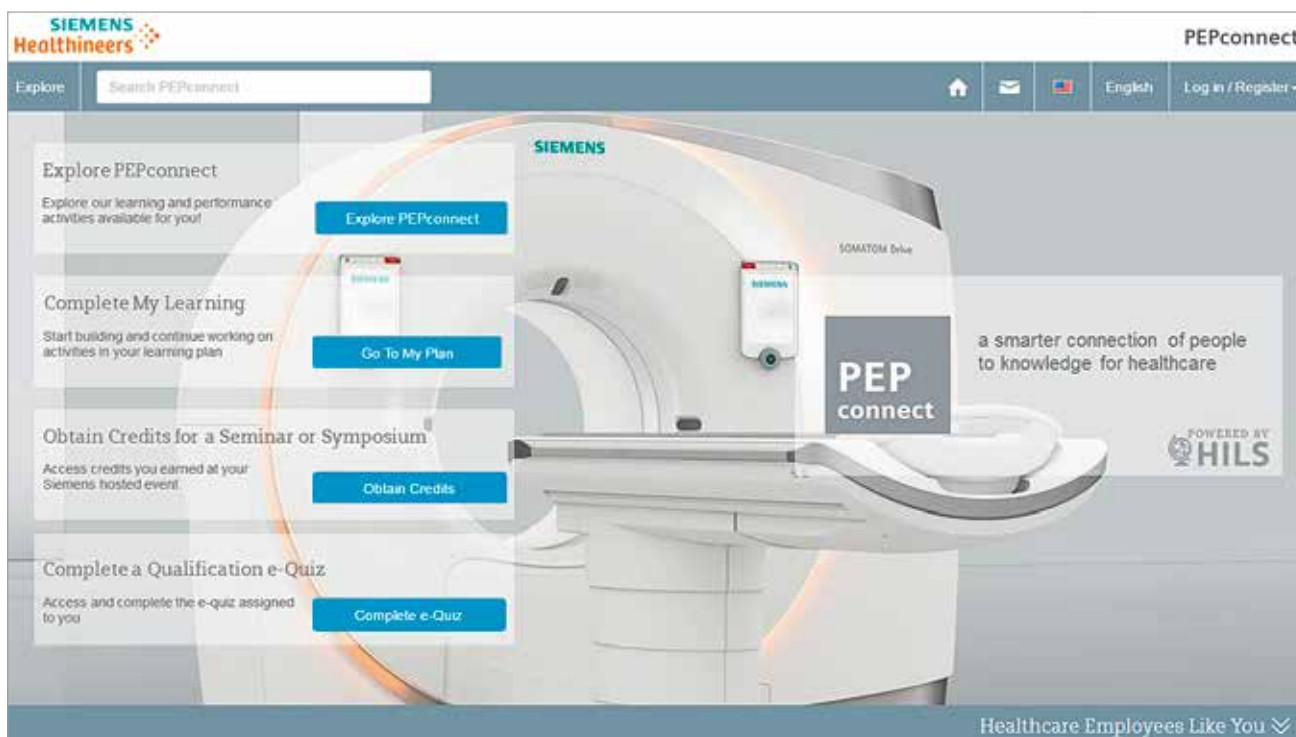 SIEMENS
Healthineers
PEPconnect
Explore
Search PEPconnect
English
Log in / Register
SIEMENS
Explore PEPconnect
Explore our learning and performance
activities available for you!
Explore PEPconnect
SOMATOM Drive
SIEMENS
SIEMENS
Complete My Learning
Start building and continue working on
activities in your learning plan
Go To My Plan
a smarter connection of people
to knowledge for healthcare
PEP
connect
Obtain Credits for a Seminar or Symposium
Access credits you earned at your
Siemens hosted event
Obtain Credits
POWERED BY
HILS
Complete a Qualification e-Quiz
Access and complete the e-quiz assigned
to you
Complete e-Quiz
Healthcare Employees Like You